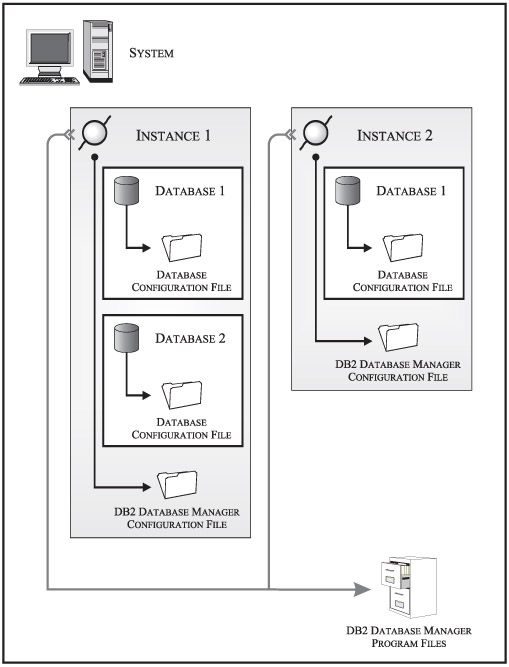 SYSTEM
INSTANCE 1
DATABASE 1
DATABASE
CONFIGURATION FILE
DATABASE 2
DATABASE
CONFIGURATION FILE
DB2 DATABASE MANAGER
CONFIGURATION FILE
INSTANCE 2
DATABASE 1
DATABASE
CONFIGURATION FILE
DB2 DATABASE MANAGER
CONFIGURATION FILE
DB2 DATABASE MANAGER
PROGRAM FILES